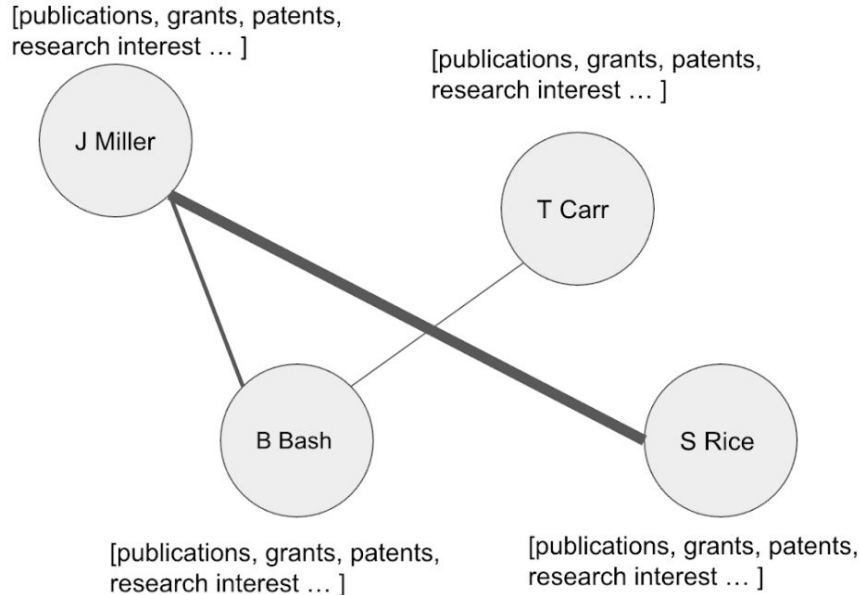 [publications, grants, patents,
research interest … ]
[publications, grants, patents,
research interest … ]
J Miller
T Carr
B Bash
S Rice
[publications, grants, patents,
research interest … ]
[publications, grants, patents,
research interest … ]